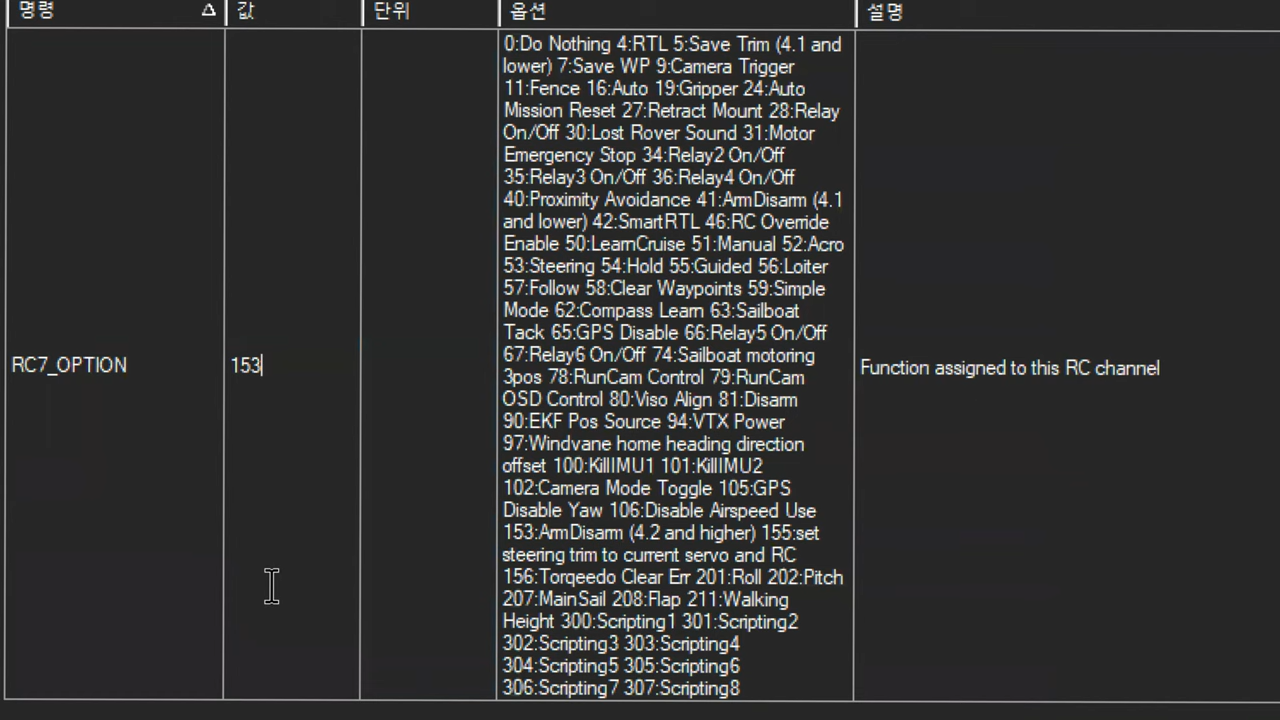 명령 값 단위 옵션 설명
0:Do Nothing 4:RTL 5:Save Trim (4.1 and
lower) 7:Save WP 9:Camera Trigger
11:Fence 16:Auto 19:Gripper 24:Auto
Mission Reset 27:Retract Mount 28:Relay
On/Off 30:Lost Rover Sound 31:Motor
Emergency Stop 34:Relay2 On/Off
35:Relay3 On/Off 36:Relay4 On/Off
40:Proximity Avoidance 41:ArmDisarm (4.1
and lower) 42:SmartRTL 46:RC Override
Enable 50:LearnCruise 51:Manual 52:Acro
53:Steering 54:Hold 55:Guided 56:Loiter
57:Follow 58:Clear Waypoints 59:Simple
Mode 62:Compass Learn 63:Sailboat
Tack 65:GPS Disable 66:Relay5 On/Off
67:Relay6 On/Off 74:Sailboat motoring
3pos 78:RunCam Control 79:RunCam
OSD Control 80:Viso Align 81:Disarm
90:EKF Pos Source 94:VTX Power
97:Windvane home heading direction
offset 100:KillIMU1 101:KillIMU2
102:Camera Mode Toggle 105:GPS
Disable Yaw 106:Disable Airspeed Use
153:ArmDisarm (4.2 and higher) 155:set
steering trim to current servo and RC
156:Torqeedo Clear Err 201:Roll 202:Pitch
207:MainSail 208:Flap 211:Walking
Height 300:Scripting1 301:Scripting2
302:Scripting3 303:Scripting4
304:Scripting5 305:Scripting6
306:Scripting7 307:Scripting8
RC7_OPTION 153 Function assigned to this RC channel